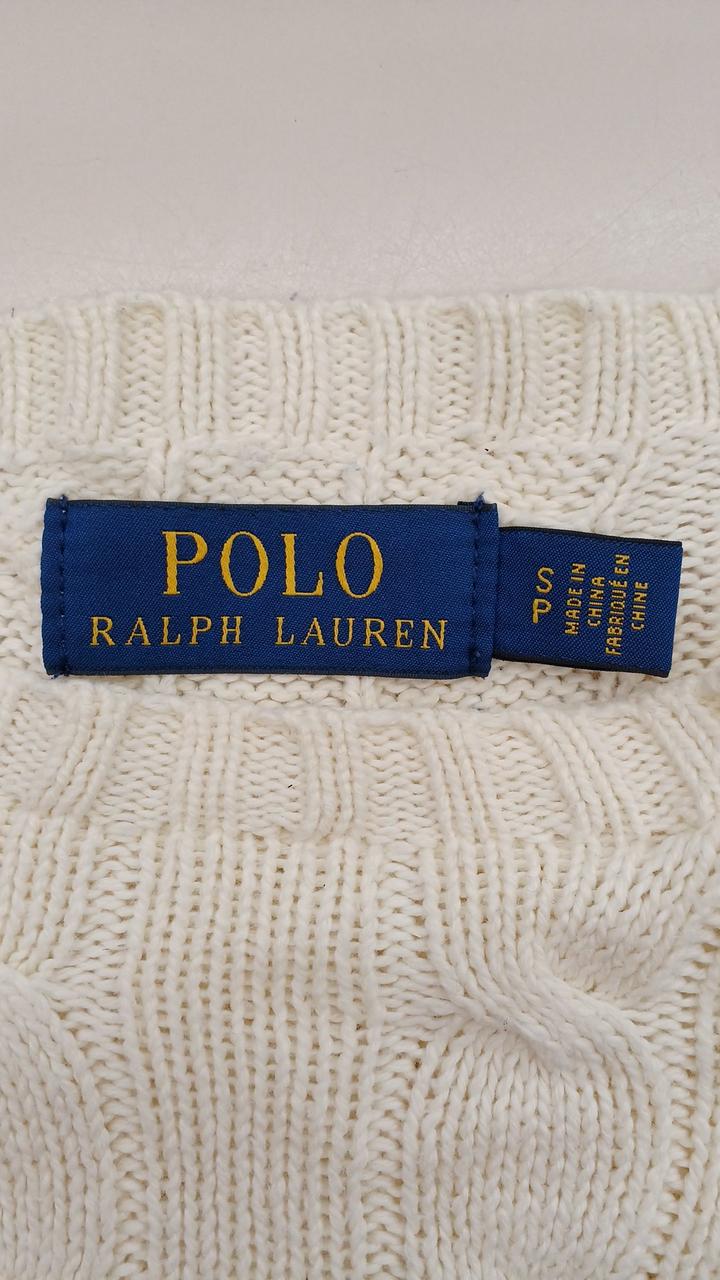 POLO
RALPH LAUREN
S
P
MADE IN
CHINA
FABRIQUÉ EN
CHINE